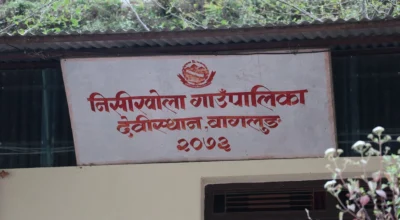 निसीखोला गाउँपालिका
देवीस्थान, वागलुङ
२०७३